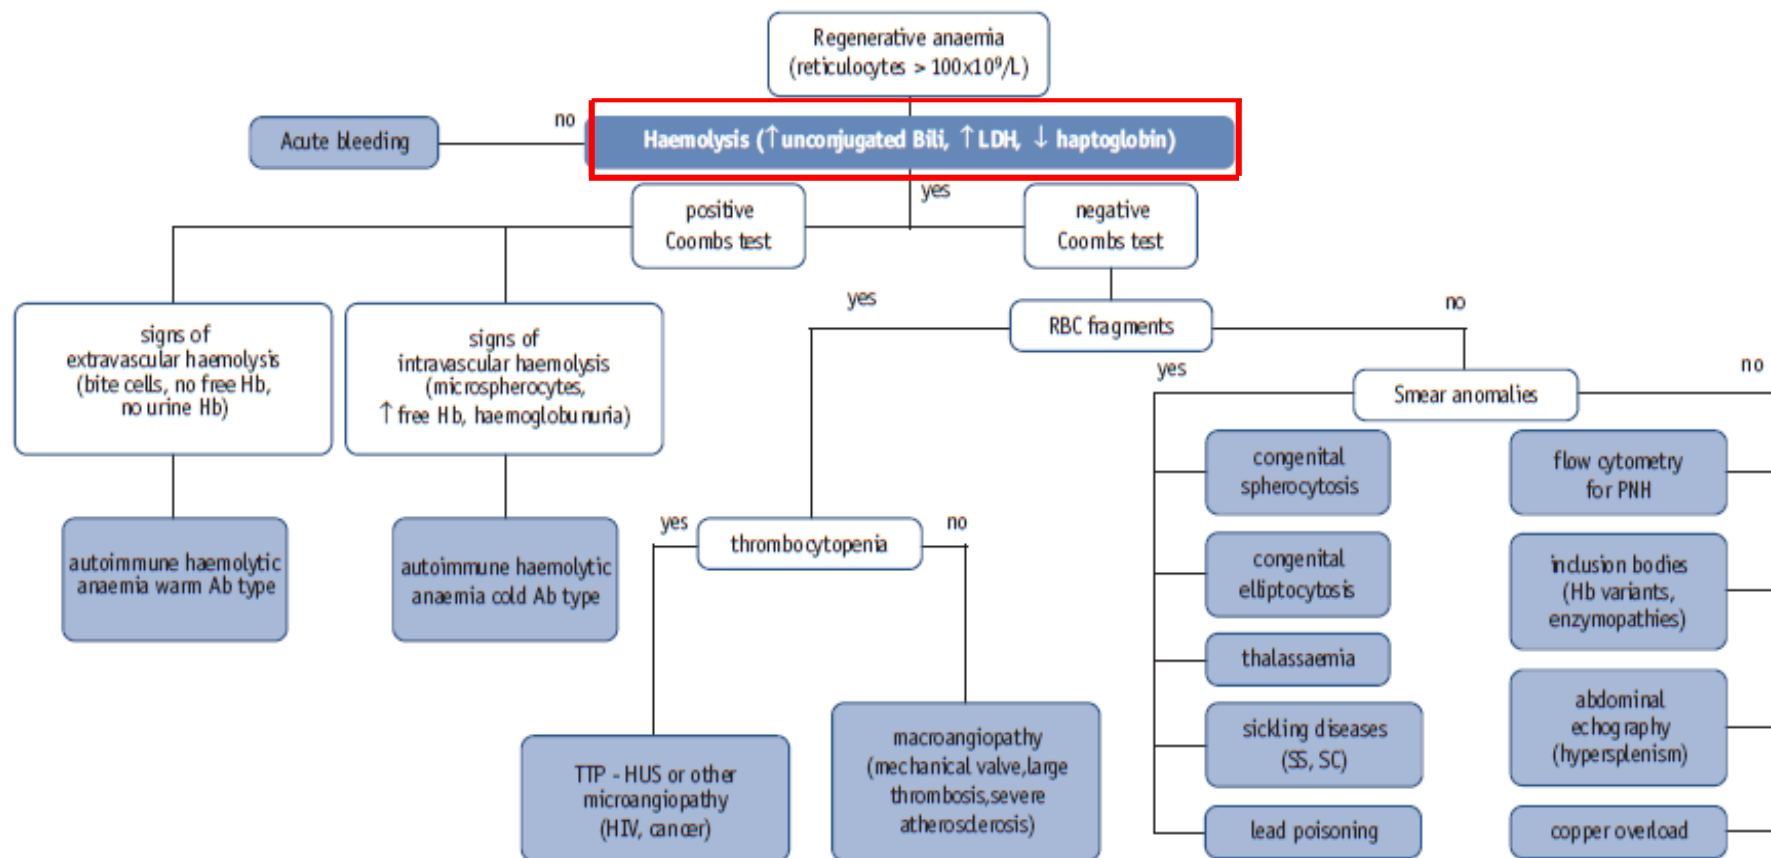 Regenerative anaemia
(reticulocytes > 100x10⁹/L)
no
Acute bleeding
Haemolysis (↑unconjugated Bili, ↑LDH, ↓ haptoglobin)
yes
positive
Coombs test
negative
Coombs test
signs of
extravascular haemolysis
(bite cells, no free Hb,
no urine Hb)
signs of
intravascular haemolysis
(microspherocytes,
↑ free Hb, haemoglobunuria)
yes
RBC fragments
no
yes
Smear anomalies
no
autoimmune haemolytic
anaemia warm Ab type
autoimmune haemolytic
anaemia cold Ab type
yes
thrombocytopenia
no
TTP - HUS or other
microangiopathy
(HIV, cancer)
macroangiopathy
(mechanical valve,large
thrombosis,severe
atherosclerosis)
congenital
spherocytosis
congenital
elliptocytosis
thalassaemia
sickling diseases
(SS, SC)
lead poisoning
flow cytometry
for PNH
inclusion bodies
(Hb variants,
enzymopathies)
abdominal
echography
(hypersplenism)
copper overload